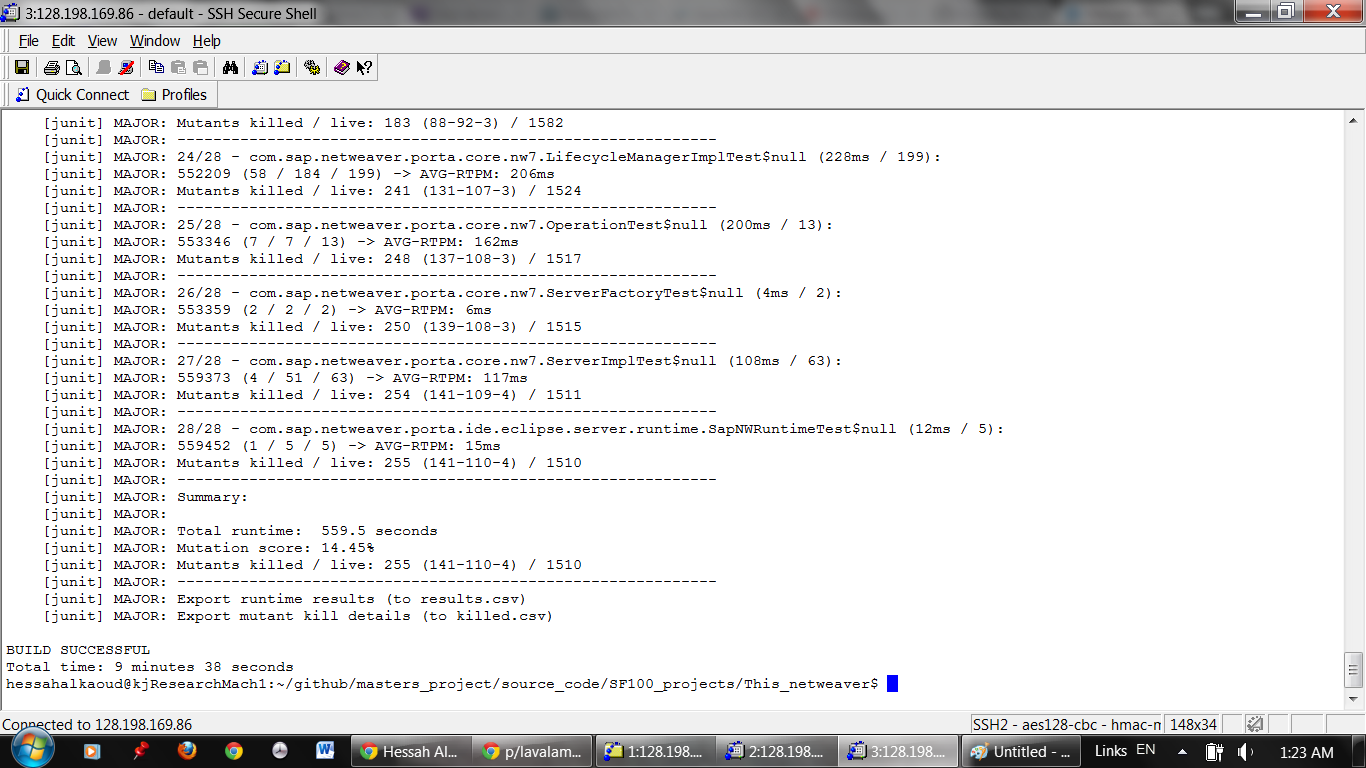 3:128.198.169.86 - default - SSH Secure Shell
File Edit View Window Help
Quick Connect Profiles
[junit] MAJOR: Mutants killed / live: 183 (88-92-3) / 1582
[junit] MAJOR: ------------------------------------------------------------
[junit] MAJOR: 24/28 - com.sap.netweaver.porta.core.nw7.LifecycleManagerImplTest$null (228ms / 199):
[junit] MAJOR: 552209 (58 / 184 / 199) -> AVG-RTPM: 206ms
[junit] MAJOR: Mutants killed / live: 241 (131-107-3) / 1524
[junit] MAJOR: ------------------------------------------------------------
[junit] MAJOR: 25/28 - com.sap.netweaver.porta.core.nw7.OperationTest$null (200ms / 13):
[junit] MAJOR: 553346 (7 / 7 / 13) -> AVG-RTPM: 162ms
[junit] MAJOR: Mutants killed / live: 248 (137-108-3) / 1517
[junit] MAJOR: ------------------------------------------------------------
[junit] MAJOR: 26/28 - com.sap.netweaver.porta.core.nw7.ServerFactoryTest$null (4ms / 2):
[junit] MAJOR: 553359 (2 / 2 / 2) -> AVG-RTPM: 6ms
[junit] MAJOR: Mutants killed / live: 250 (139-108-3) / 1515
[junit] MAJOR: ------------------------------------------------------------
[junit] MAJOR: 27/28 - com.sap.netweaver.porta.core.nw7.ServerImplTest$null (108ms / 63):
[junit] MAJOR: 559373 (4 / 51 / 63) -> AVG-RTPM: 117ms
[junit] MAJOR: Mutants killed / live: 254 (141-109-4) / 1511
[junit] MAJOR: ------------------------------------------------------------
[junit] MAJOR: 28/28 - com.sap.netweaver.porta.ide.eclipse.server.runtime.SapNWRuntimeTest$null (12ms / 5):
[junit] MAJOR: 559452 (1 / 5 / 5) -> AVG-RTPM: 15ms
[junit] MAJOR: Mutants killed / live: 255 (141-110-4) / 1510
[junit] MAJOR: ------------------------------------------------------------
[junit] MAJOR: Summary:
[junit] MAJOR:
[junit] MAJOR: Total runtime:  559.5 seconds
[junit] MAJOR: Mutation score: 14.45%
[junit] MAJOR: Mutants killed / live: 255 (141-110-4) / 1510
[junit] MAJOR: ------------------------------------------------------------
[junit] MAJOR: Export runtime results (to results.csv)
[junit] MAJOR: Export mutant kill details (to killed.csv)
BUILD SUCCESSFUL
Total time: 9 minutes 38 seconds
hessahalkaoud@kjResearchMach1:~/github/masters_project/source_code/SF100_projects/This_netweaver$
Connected to 128.198.169.86 SSH2 - aes128-cbc - hmac-m 148x34
Hessah Al... p/lavalam... 1:128.198.... 2:128.198.... 3:128.198.... Untitled - ... Links EN 1:23 AM